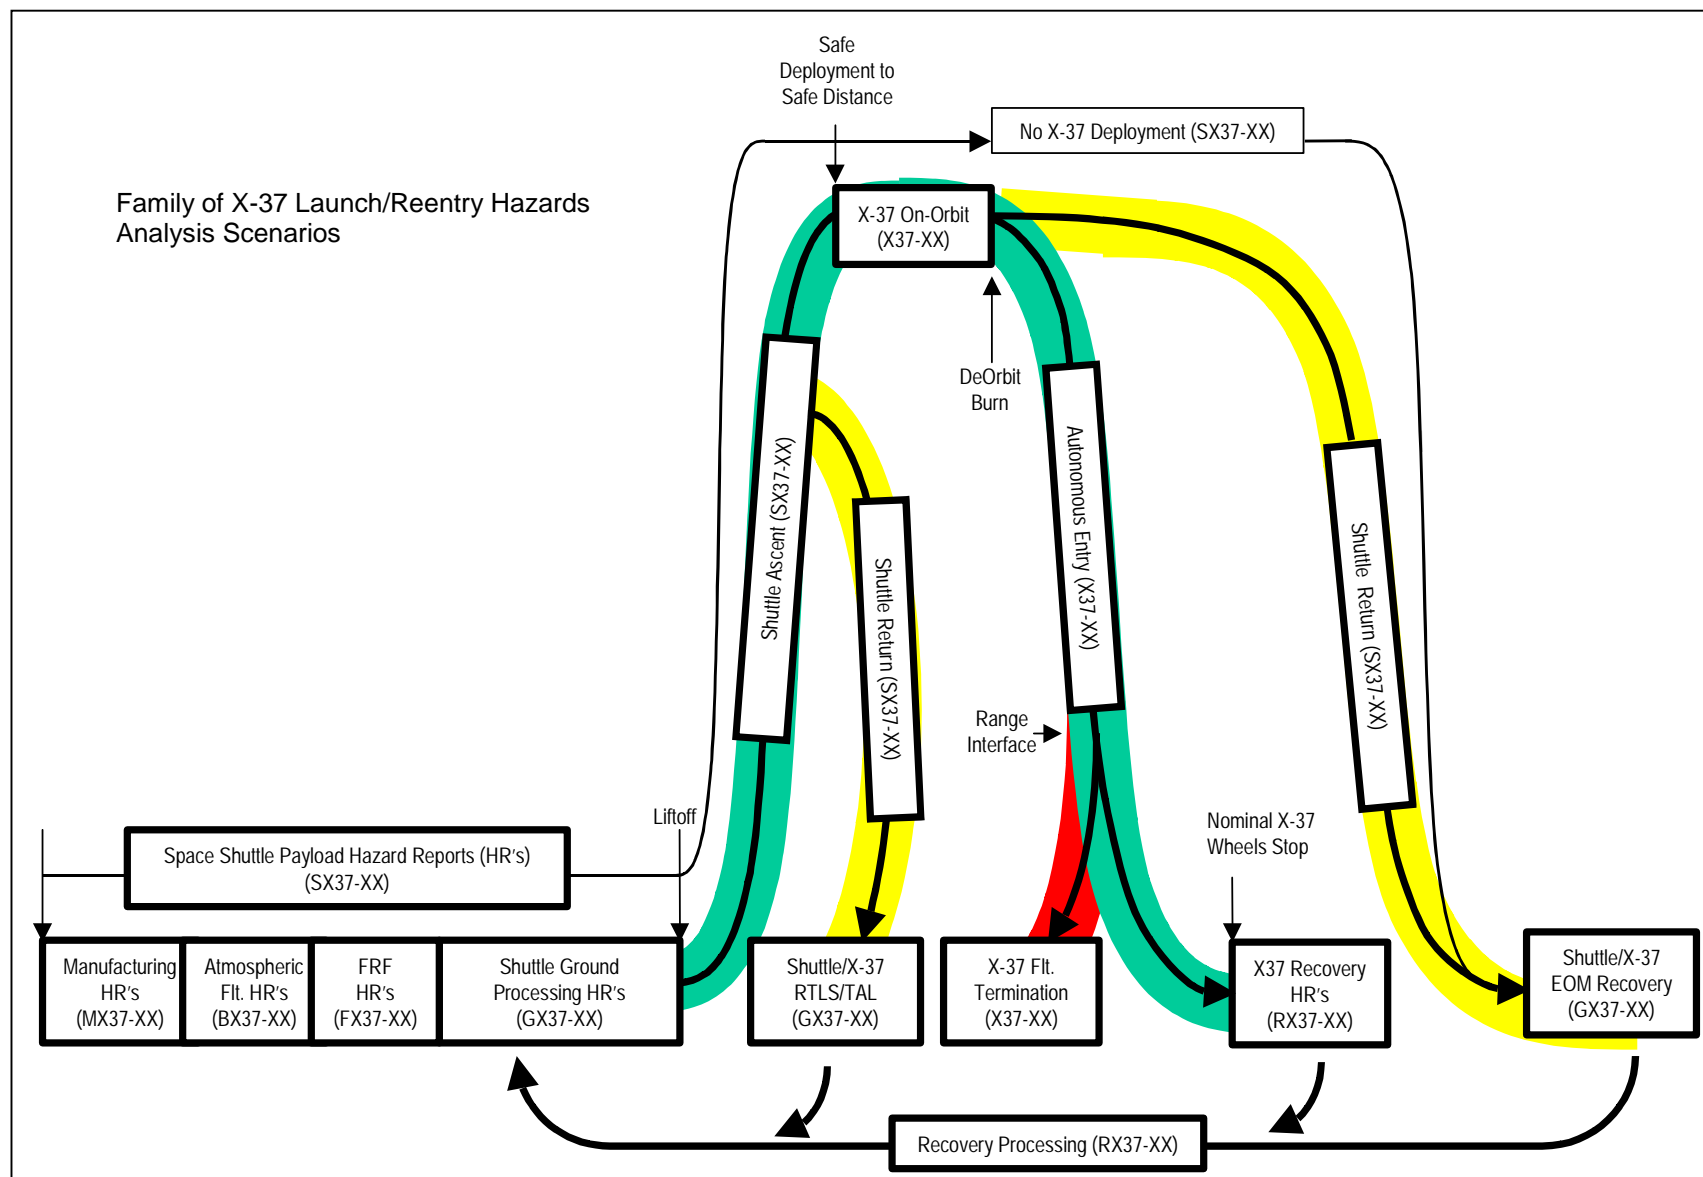 Safe
Deployment to
Safe Distance
No X-37 Deployment (SX37-XX)
Family of X-37 Launch/Reentry Hazards
Analysis Scenarios
X-37 On-Orbit
(X37-XX)
DeOrbit
Burn
Shuttle Ascent (SX37-XX)
Shuttle Return (SX37-XX)
Autonomous Entry (X37-XX)
Shuttle Return (SX37-XX)
Range
Interface
Liftoff
Nominal X-37
Wheels Stop
Space Shuttle Payload Hazard Reports (HR's)
(SX37-XX)
Manufacturing
HR's
(MX37-XX)
Atmospheric
Flt. HR's
(BX37-XX)
FRF
HR's
(FX37-XX)
Shuttle Ground
Processing HR's
(GX37-XX)
Shuttle/X-37
RTLS/TAL
(GX37-XX)
X-37 Flt.
Termination
(X37-XX)
X37 Recovery
HR's
(RX37-XX)
Shuttle/X-37
EOM Recovery
(GX37-XX)
Recovery Processing (RX37-XX)